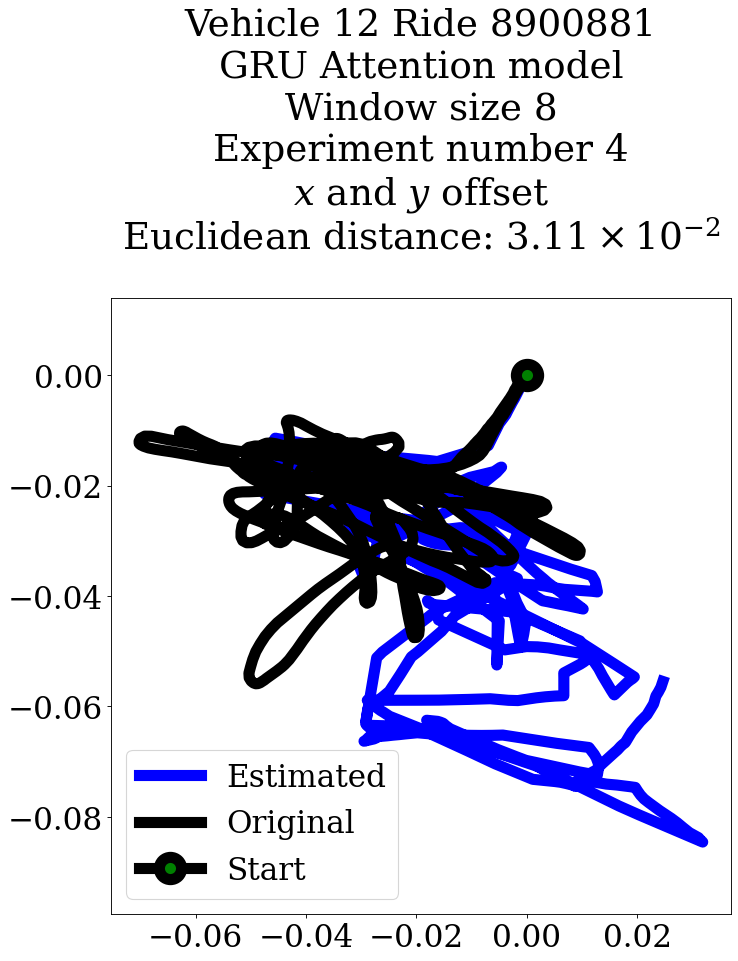 Vehicle 12 Ride 8900881
GRU Attention model
Window size 8
Experiment number 4
x and y offset
Euclidean distance: 3.11 × 10⁻²
0.00
−0.02
−0.04
−0.06
−0.08
Estimated
Original
Start
−0.06 −0.04 −0.02 0.00 0.02